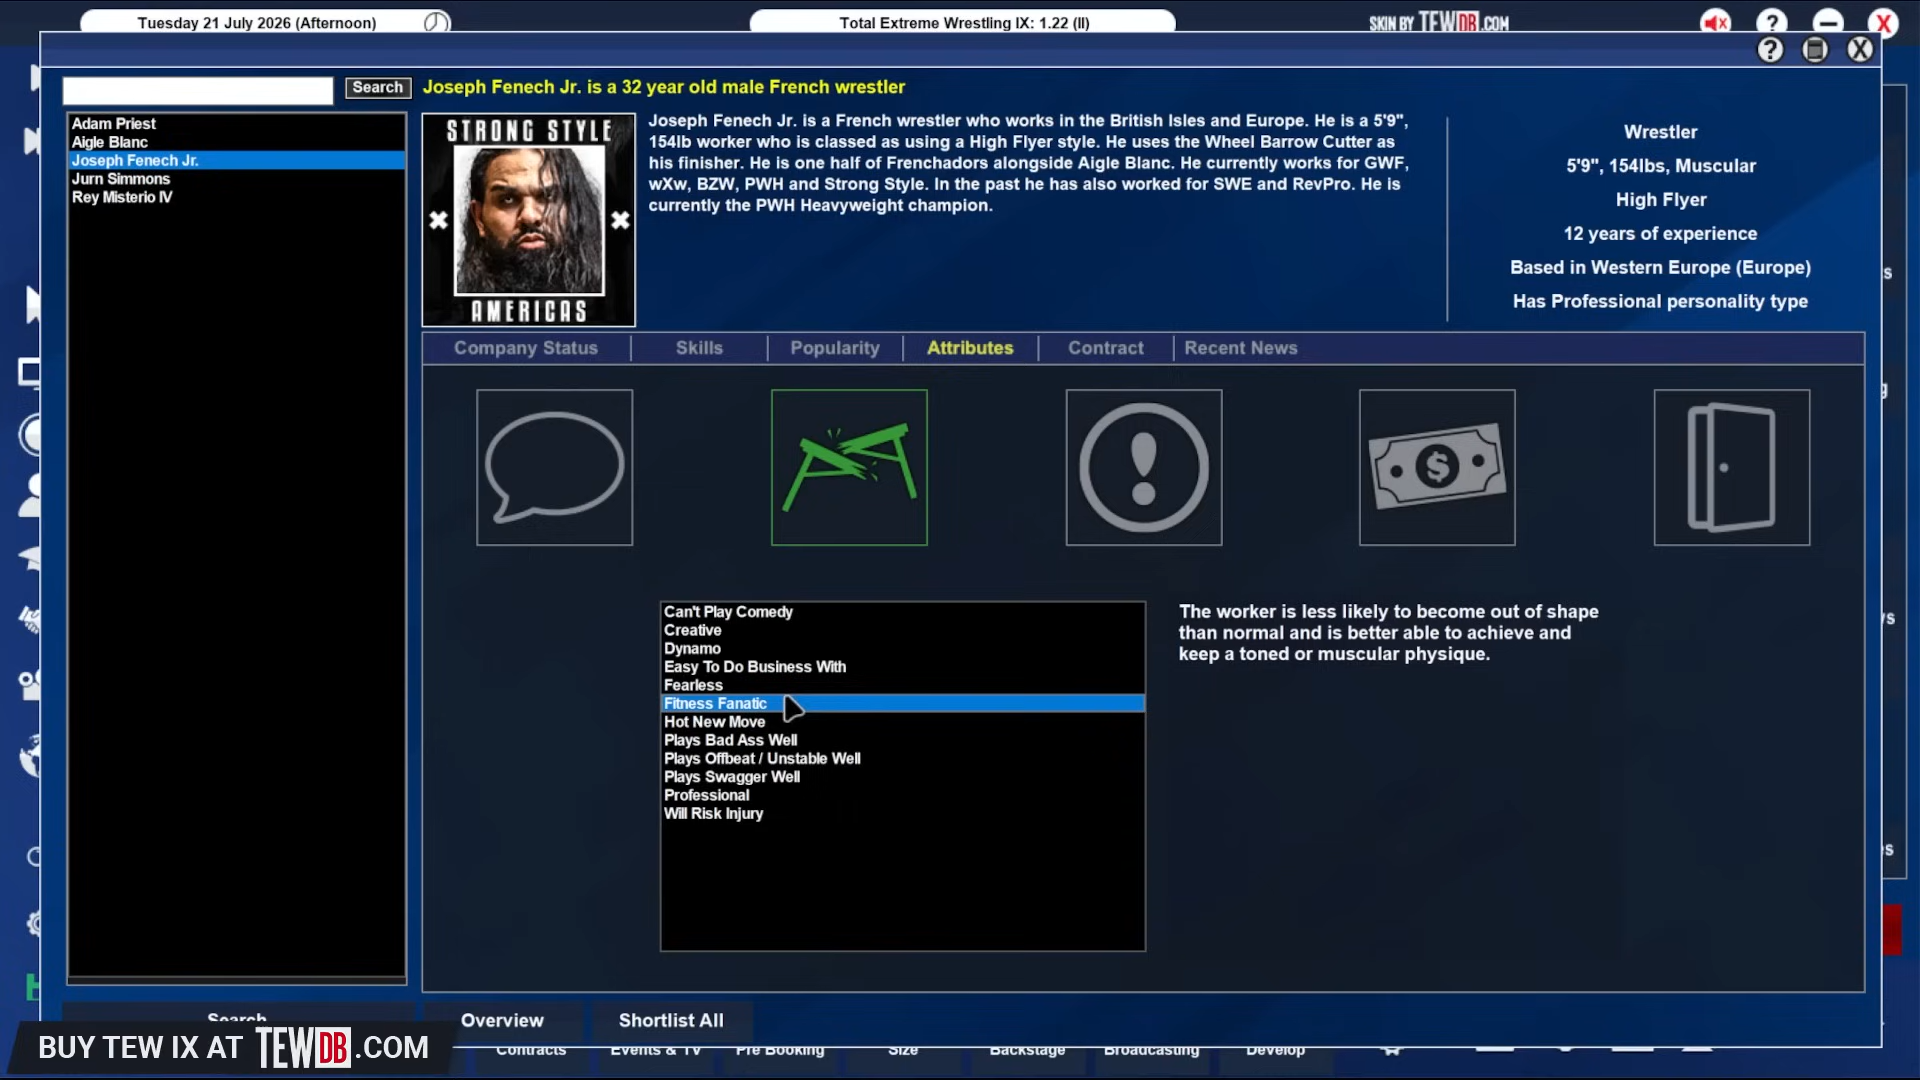 Tuesday 21 July 2026 (Afternoon)
Total Extreme Wrestling IX: 1.22 (II)
SKIN BY TEWDB.COM
Search
Joseph Fenech Jr. is a 32 year old male French wrestler
Adam Priest
Aigle Blanc
Joseph Fenech Jr.
Jurn Simmons
Rey Misterio IV
STRONG STYLE
AMERICAS
Joseph Fenech Jr. is a French wrestler who works in the British Isles and Europe. He is a 5'9",
154lb worker who is classed as using a High Flyer style. He uses the Wheel Barrow Cutter as
his finisher. He is one half of Frenchadors alongside Aigle Blanc. He currently works for GWF,
wXw, BZW, PWH and Strong Style. In the past he has also worked for SWE and RevPro. He is
currently the PWH Heavyweight champion.
Wrestler
5'9", 154lbs, Muscular
High Flyer
12 years of experience
Based in Western Europe (Europe)
Has Professional personality type
Company Status
Skills
Popularity
Attributes
Contract
Recent News
Can't Play Comedy
Creative
Dynamo
Easy To Do Business With
Fearless
Fitness Fanatic
Hot New Move
Plays Bad Ass Well
Plays Offbeat / Unstable Well
Plays Swagger Well
Professional
Will Risk Injury
The worker is less likely to become out of shape
than normal and is better able to achieve and
keep a toned or muscular physique.
Search
Overview
Shortlist All
BUY TEW IX AT TEWDB.COM
Contracts
Events & TV
Pre Booking
Size
Backstage
Broadcasting
Develop